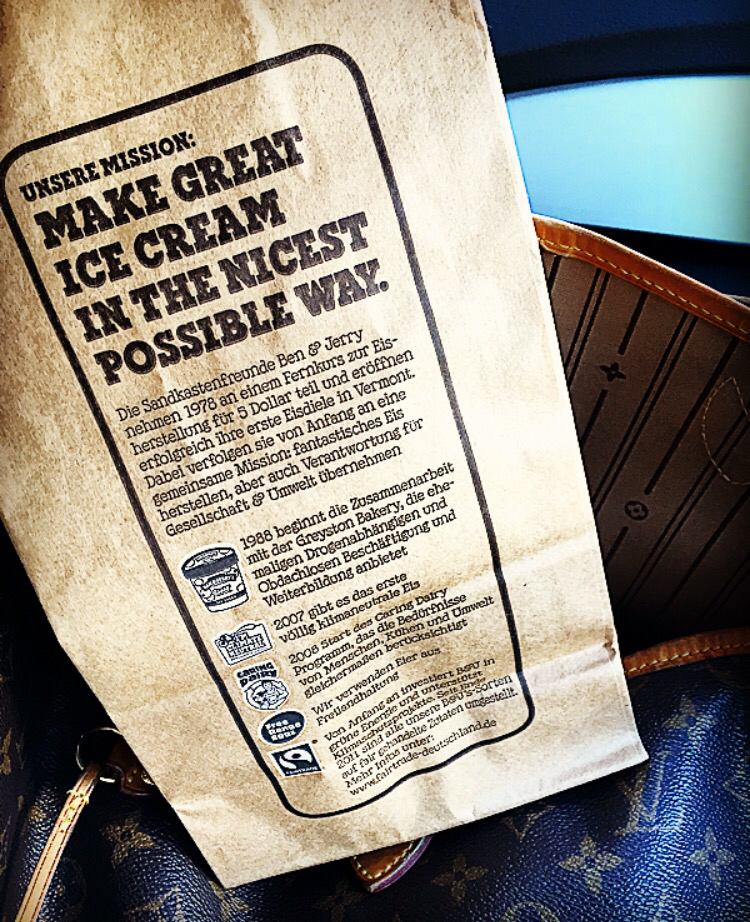 UNSERE MISSION:
MAKE GREAT
ICE CREAM
IN THE NICEST
POSSIBLE WAY.
Die Sandkastenfreunde Ben & Jerry
nehmen 1978 an einem Fernkurs zur Eis-
herstellung für 5 Dollar teil und eröffnen
erfolgreich ihre erste Eisdiele in Vermont.
Dabei verfolgen sie von Anfang an eine
gemeinsame Mission: fantastisches Eis
herstellen, aber auch Verantwortung für
Gesellschaft & Umwelt übernehmen
1988 beginnt die Zusammenarbeit
mit der Greyston Bakery, die ehe-
maligen Drogenabhängigen und
Obdachlosen Beschäftigung und
Weiterbildung anbietet
2007 gibt es das erste
völlig klimaneutrale Eis
2008 Start des Caring Dairy
Programm, das die Bedürfnisse
von Menschen, Kühen und Umwelt
gleichermaßen berücksichtigt
CARING
Dairy
Wir verwenden Eier aus
Freilandhaltung
Free
Range
Eggs
Von Anfang an investiert B&J in
grüne Energie und unterstützt
Klimaschutzprojekte. Seit Ende
2011 sind alle unsere B&J'S-Sorten
auf fair gehandelte Zutaten umgestellt.
Mehr Infos unter:
www.fairtrade-deutschland.de
FAIRTRADE